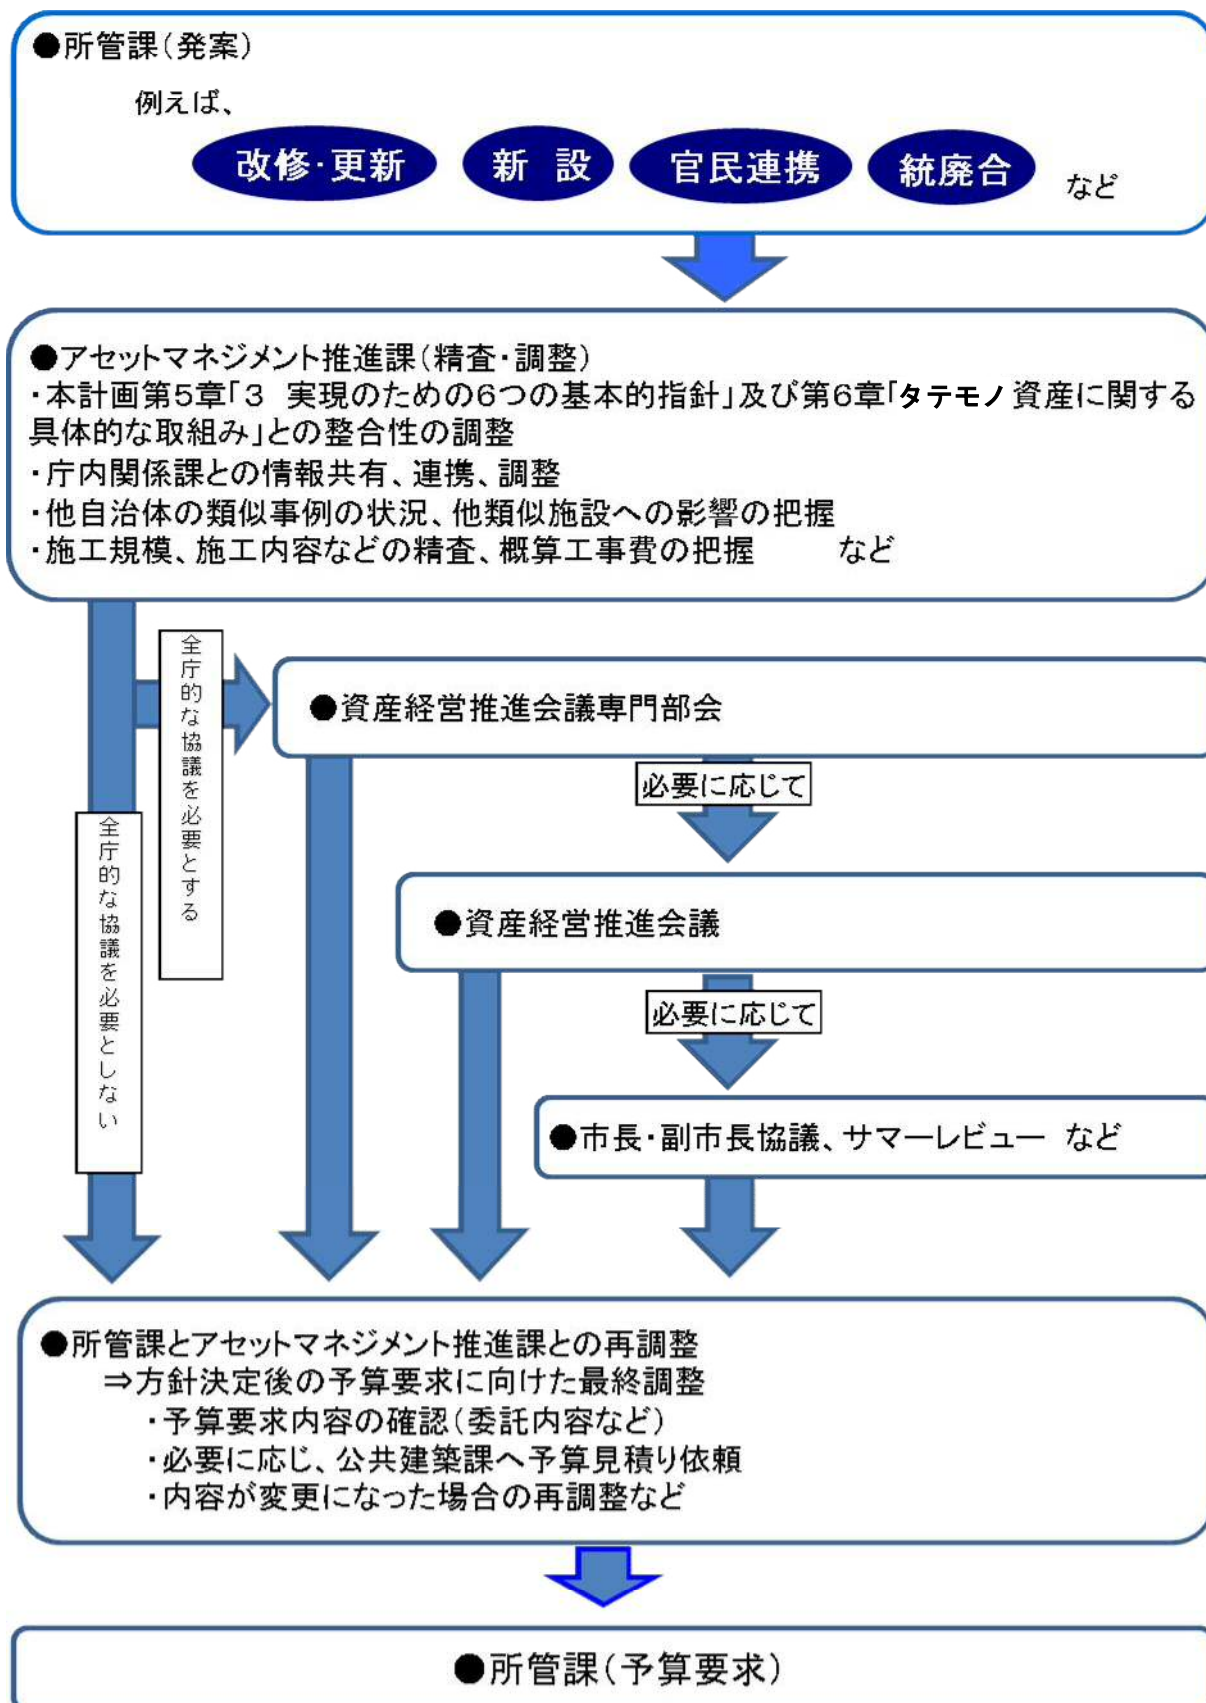 ●所管課(発案)
例えば、
改修・更新
新 設
官民連携
統廃合
など
●アセットマネジメント推進課(精査・調整)
・本計画第5章「3 実現のための6つの基本的指針」及び第6章「タテモノ資産に関する
具体的な取組み」との整合性の調整
・庁内関係課との情報共有、連携、調整
・他自治体の類似事例の状況、他類似施設への影響の把握
・施工規模、施工内容などの精査、概算工事費の把握 など
全庁的な協議を必要とする
●資産経営推進会議専門部会
必要に応じて
全庁的な協議を必要としない
●資産経営推進会議
必要に応じて
●市長・副市長協議、サマーレビュー など
●所管課とアセットマネジメント推進課との再調整
⇒方針決定後の予算要求に向けた最終調整
・予算要求内容の確認(委託内容など)
・必要に応じ、公共建築課へ予算見積り依頼
・内容が変更になった場合の再調整など
●所管課(予算要求)